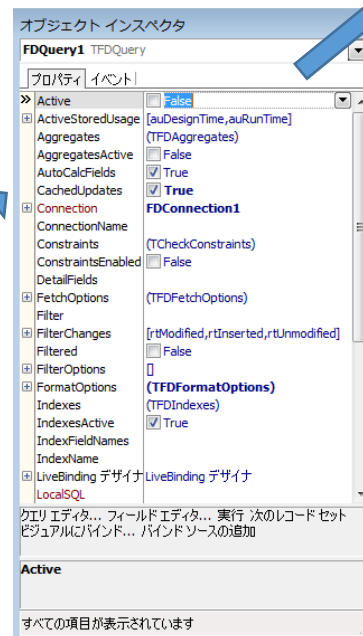 オブジェクト インスペクタ
FDQuery1 TFDQuery
プロパティ イベント
Active False
ActiveStoredUsage [auDesignTime,auRunTime]
Aggregates (TFDAggregates)
AggregatesActive False
AutoCalcFields True
CachedUpdates True
Connection FDConnection1
ConnectionName
Constraints (TCheckConstraints)
ConstraintsEnabled False
DetailFields
FetchOptions (TFDFetchOptions)
Filter
FilterChanges [rtModified,rtInserted,rtUnmodified]
Filtered False
FilterOptions []
FormatOptions (TFDFormatOptions)
Indexes (TFDIndexes)
IndexesActive True
IndexFieldNames
IndexName
LiveBinding デザイナ LiveBinding デザイナ
LocalSQL
クエリ エディタ... フィールド エディタ... 実行 次のレコード セット
ビジュアルにバインド... バインド ソースの追加
Active
すべての項目が表示されています